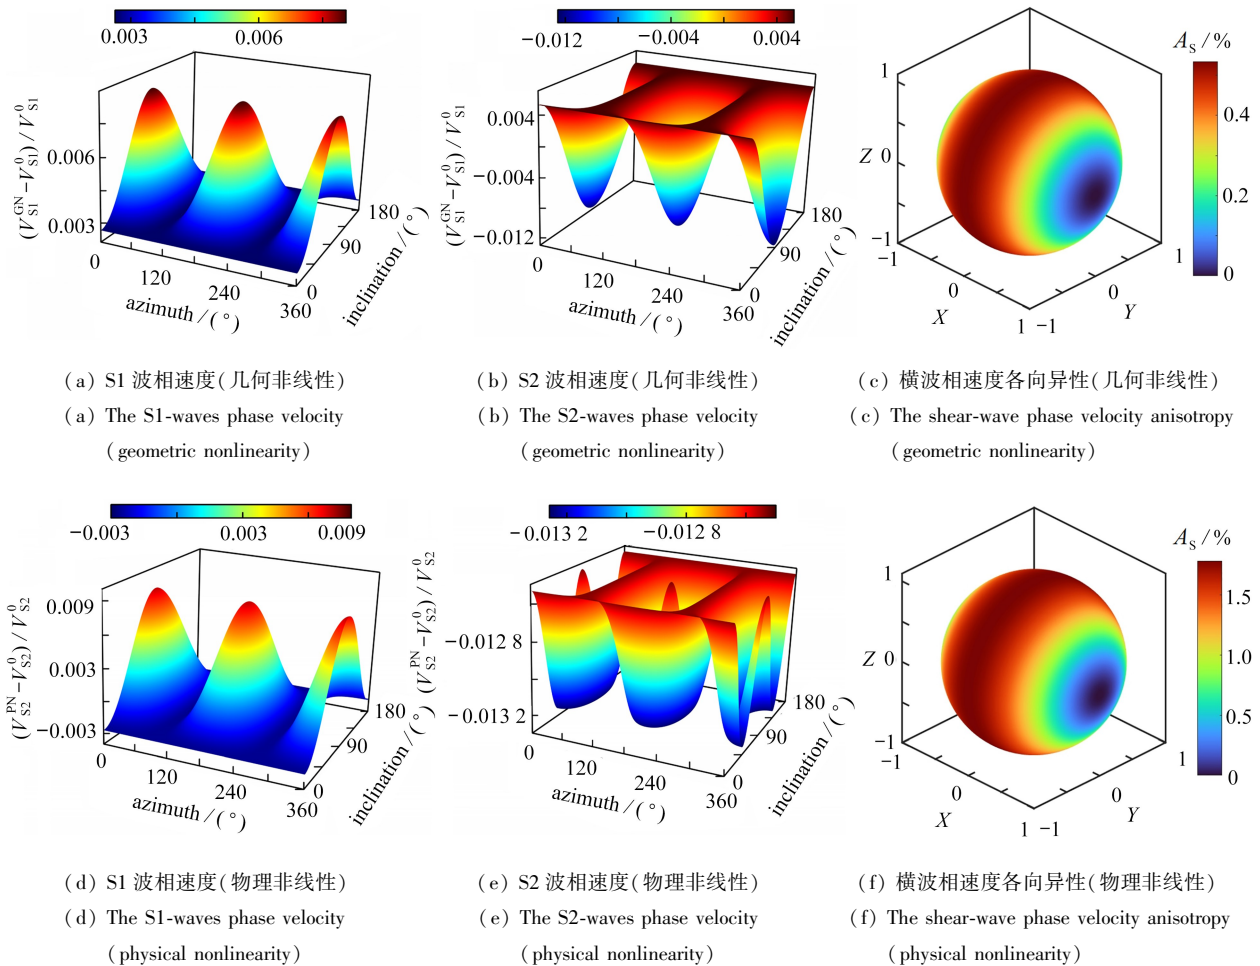 0.003 0.006
(V_S1^GN − V_S1^0) / V_S1^0
0.006
0.003
0
120
240
360
azimuth / (°)
0
90
180
inclination / (°)
−0.012 −0.004 0.004
(V_S1^GN − V_S1^0) / V_S1^0
0.004
−0.004
−0.012
0
120
240
360
azimuth / (°)
0
90
180
inclination / (°)
A_S / %
0.4
0.2
0
1
Z 0
−1
−1
0
X
1 −1
0
Y
1
(a) S1 波相速度(几何非线性)
(a) The S1-waves phase velocity
(geometric nonlinearity)
(b) S2 波相速度(几何非线性)
(b) The S2-waves phase velocity
(geometric nonlinearity)
(c) 横波相速度各向异性(几何非线性)
(c) The shear-wave phase velocity anisotropy
(geometric nonlinearity)
−0.003 0.003 0.009
(V_S2^PN − V_S2^0) / V_S2^0
0.009
0.003
−0.003
0
120
240
360
azimuth / (°)
0
90
180
inclination / (°)
−0.013 2 −0.012 8
(V_S2^PN − V_S2^0) / V_S2^0
−0.012 8
−0.013 2
0
120
240
360
azimuth / (°)
0
90
180
inclination / (°)
A_S / %
1.5
1.0
0.5
0
1
Z 0
−1
−1
0
X
1 −1
0
Y
1
(d) S1 波相速度(物理非线性)
(d) The S1-waves phase velocity
(physical nonlinearity)
(e) S2 波相速度(物理非线性)
(e) The S2-waves phase velocity
(physical nonlinearity)
(f) 横波相速度各向异性(物理非线性)
(f) The shear-wave phase velocity anisotropy
(physical nonlinearity)